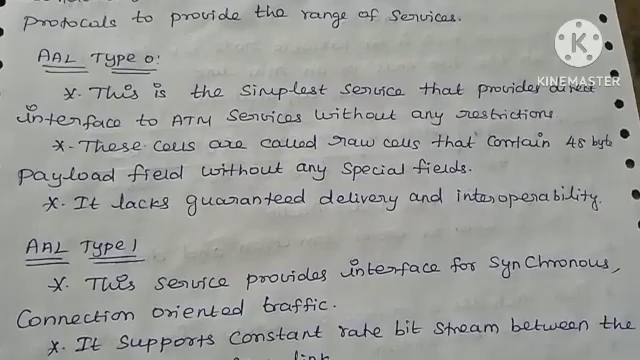 Protocals to provide the range of services.
AAL Type 0:
* This is the simplest service that provides direct
interface to ATM services without any restrictions.
* These cells are called raw cells that contain 48 byte
payload field without any special fields.
* It lacks guaranteed delivery and interoperability.
AAL Type 1
* This service provides interface for synchronous,
connection oriented traffic.
* It supports constant rate bit stream between the
link
K
KINEMASTER